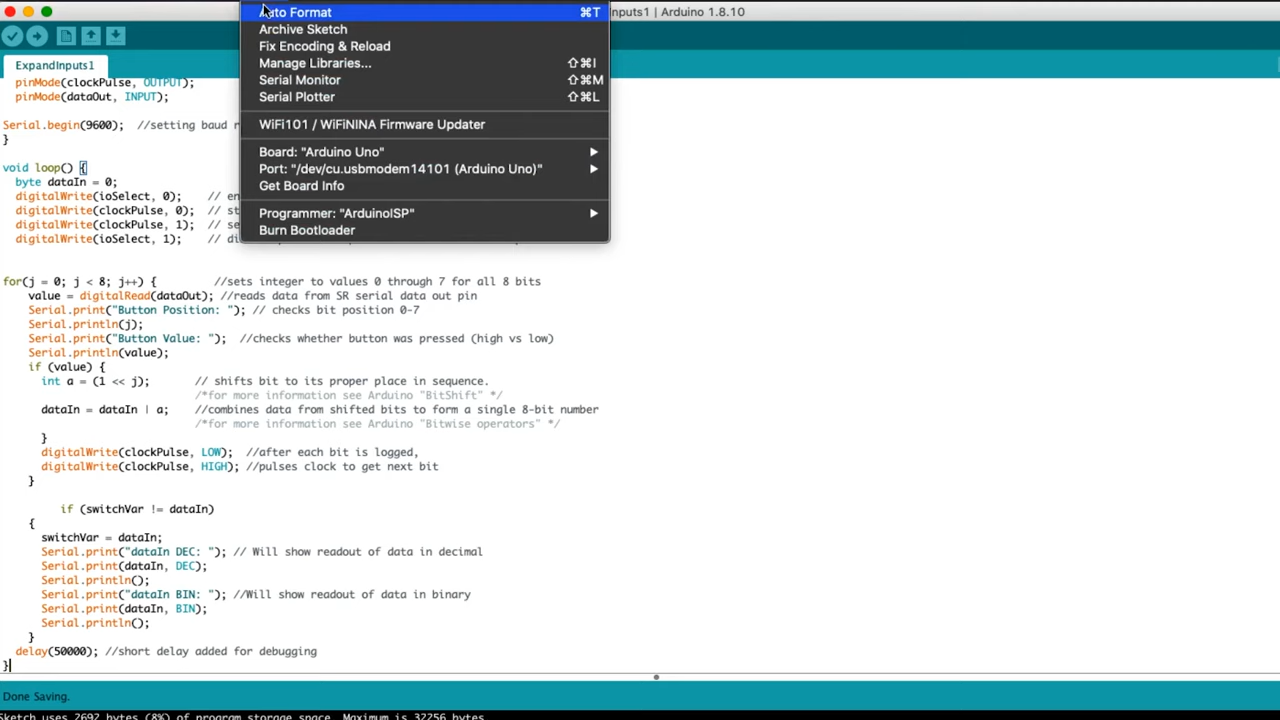 Auto Format ⌘T
nputs1 | Arduino 1.8.10
Archive Sketch
Fix Encoding & Reload
Manage Libraries... ⇧⌘I
Serial Monitor ⇧⌘M
Serial Plotter ⇧⌘L
WiFi101 / WiFiNINA Firmware Updater
Board: "Arduino Uno"
Port: "/dev/cu.usbmodem14101 (Arduino Uno)"
Get Board Info
Programmer: "ArduinoISP"
Burn Bootloader
ExpandInputs1
pinMode(clockPulse, OUTPUT);
pinMode(dataOut, INPUT);
Serial.begin(9600); //setting baud r
}
void loop() {
byte dataIn = 0;
digitalWrite(ioSelect, 0); // en
digitalWrite(clockPulse, 0); // st
digitalWrite(clockPulse, 1); // se
digitalWrite(ioSelect, 1); // di
for(j = 0; j < 8; j++) { //sets integer to values 0 through 7 for all 8 bits
value = digitalRead(dataOut); //reads data from SR serial data out pin
Serial.print("Button Position: "); // checks bit position 0-7
Serial.println(j);
Serial.print("Button Value: "); //checks whether button was pressed (high vs low)
Serial.println(value);
if (value) {
int a = (1 << j); // shifts bit to its proper place in sequence.
/*for more information see Arduino "BitShift" */
dataIn = dataIn | a; //combines data from shifted bits to form a single 8-bit number
/*for more information see Arduino "Bitwise operators" */
}
digitalWrite(clockPulse, LOW); //after each bit is logged,
digitalWrite(clockPulse, HIGH); //pulses clock to get next bit
}
if (switchVar != dataIn)
{
switchVar = dataIn;
Serial.print("dataIn DEC: "); // Will show readout of data in decimal
Serial.print(dataIn, DEC);
Serial.println();
Serial.print("dataIn BIN: "); //Will show readout of data in binary
Serial.print(dataIn, BIN);
Serial.println();
}
delay(50000); //short delay added for debugging
}
Done Saving.
Sketch uses 2692 bytes (8%) of program storage space. Maximum is 32256 bytes.